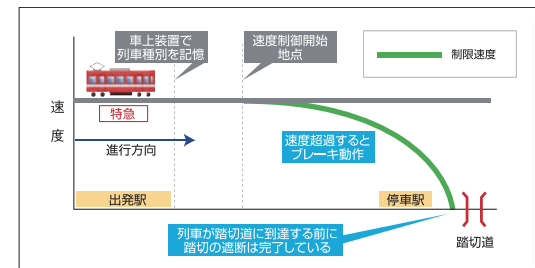 車上装置で
列車種別を記憶
速度制御開始
地点
制限速度
速度
特急
進行方向
速度超過すると
ブレーキ動作
出発駅
停車駅
列車が踏切道に到達する前に
踏切の遮断は完了している
踏切道